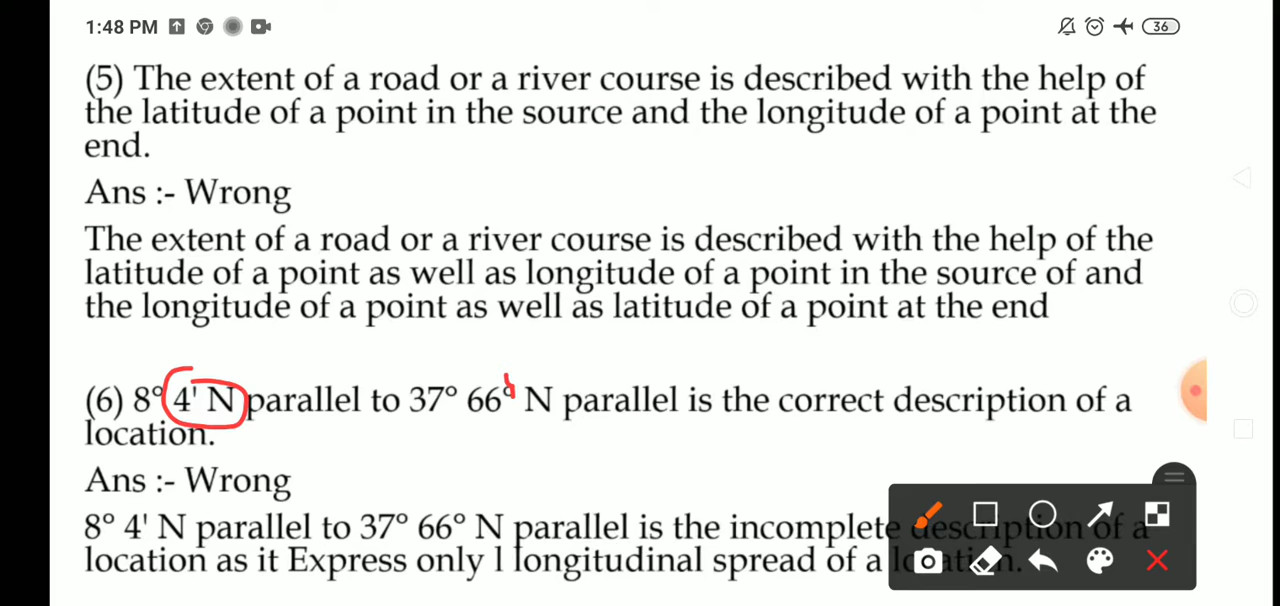 1:48 PM 36
(5) The extent of a road or a river course is described with the help of
the latitude of a point in the source and the longitude of a point at the
end.
Ans :- Wrong
The extent of a road or a river course is described with the help of the
latitude of a point as well as longitude of a point in the source of and
the longitude of a point as well as latitude of a point at the end
(6) 8° 4' N parallel to 37° 66° N parallel is the correct description of a
location.
Ans :- Wrong
8° 4' N parallel to 37° 66° N parallel is the incomplete description of a
location as it Express only l longitudinal spread of a location.